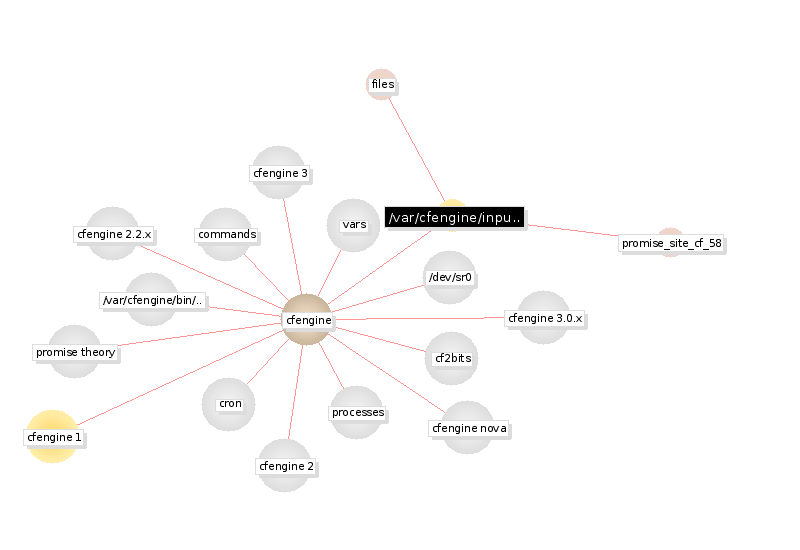 files
cfengine 3
/var/cfengine/inpu..
vars
cfengine 2.2.x
commands
promise_site_cf_58
/dev/sr0
/var/cfengine/bin/..
cfengine
cfengine 3.0.x
promise theory
cf2bits
cron
processes
cfengine nova
cfengine 1
cfengine 2